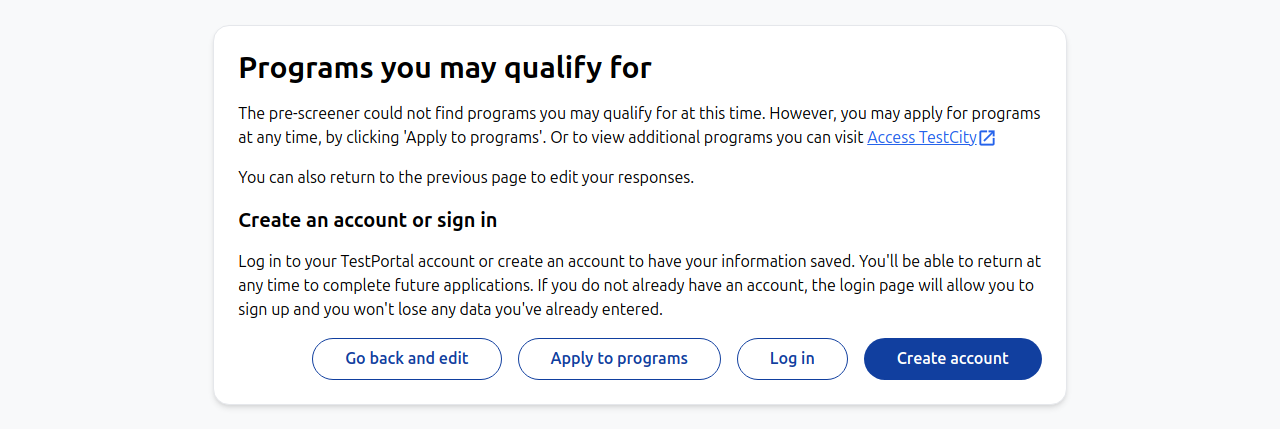 Programs you may qualify for
The pre-screener could not find programs you may qualify for at this time. However, you may apply for programs
at any time, by clicking 'Apply to programs'. Or to view additional programs you can visit Access TestCity
You can also return to the previous page to edit your responses.
Create an account or sign in
Log in to your TestPortal account or create an account to have your information saved. You'll be able to return at
any time to complete future applications. If you do not already have an account, the login page will allow you to
sign up and you won't lose any data you've already entered.
Go back and edit Apply to programs Log in Create account